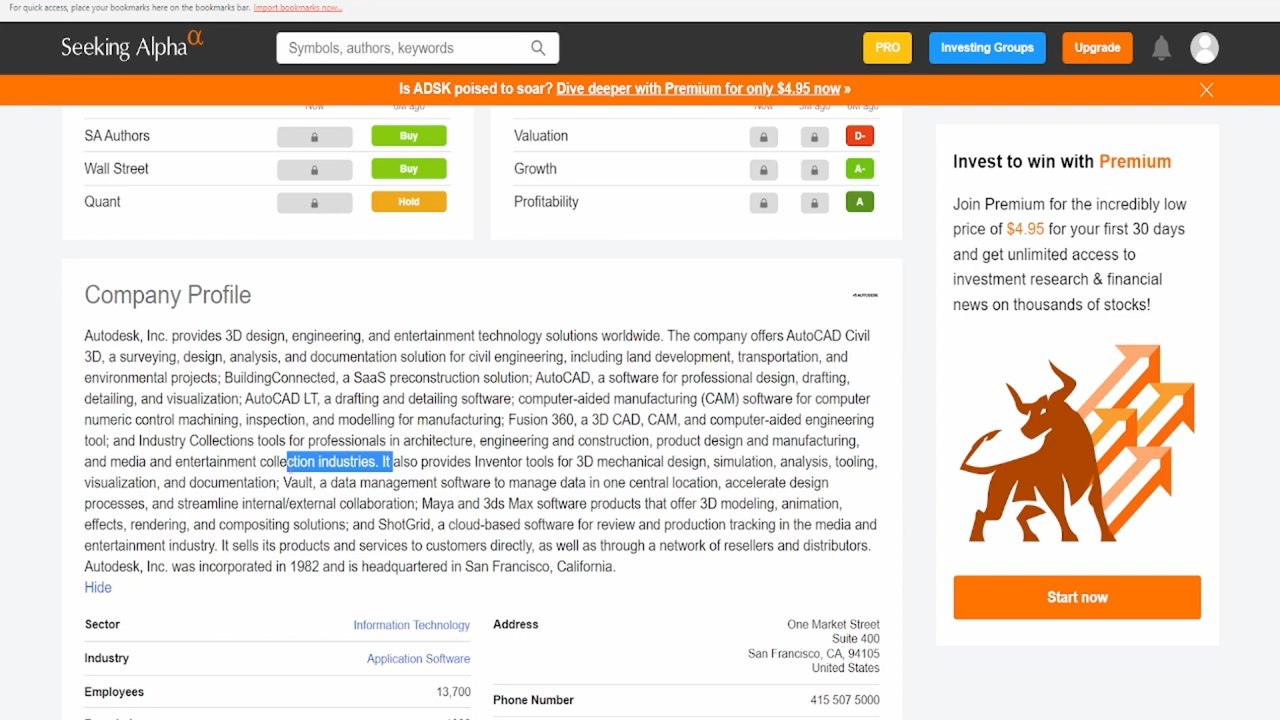 For quick access, place your bookmarks here on the bookmarks bar. Import bookmarks now...
Seeking Alpha α
Symbols, authors, keywords
PRO
Investing Groups
Upgrade
Is ADSK poised to soar? Dive deeper with Premium for only $4.95 now »
Now 6M ago
Now 3M ago 6M ago
SA Authors Buy
Wall Street Buy
Quant Hold
Valuation D-
Growth A-
Profitability A
Company Profile
AUTODESK
Autodesk, Inc. provides 3D design, engineering, and entertainment technology solutions worldwide. The company offers AutoCAD Civil
3D, a surveying, design, analysis, and documentation solution for civil engineering, including land development, transportation, and
environmental projects; BuildingConnected, a SaaS preconstruction solution; AutoCAD, a software for professional design, drafting,
detailing, and visualization; AutoCAD LT, a drafting and detailing software; computer-aided manufacturing (CAM) software for computer
numeric control machining, inspection, and modelling for manufacturing; Fusion 360, a 3D CAD, CAM, and computer-aided engineering
tool; and Industry Collections tools for professionals in architecture, engineering and construction, product design and manufacturing,
and media and entertainment collection industries. It also provides Inventor tools for 3D mechanical design, simulation, analysis, tooling,
visualization, and documentation; Vault, a data management software to manage data in one central location, accelerate design
processes, and streamline internal/external collaboration; Maya and 3ds Max software products that offer 3D modeling, animation,
effects, rendering, and compositing solutions; and ShotGrid, a cloud-based software for review and production tracking in the media and
entertainment industry. It sells its products and services to customers directly, as well as through a network of resellers and distributors.
Autodesk, Inc. was incorporated in 1982 and is headquartered in San Francisco, California.
Hide
Sector Information Technology
Industry Application Software
Employees 13,700
Address One Market Street
Suite 400
San Francisco, CA, 94105
United States
Phone Number 415 507 5000
Invest to win with Premium
Join Premium for the incredibly low
price of $4.95 for your first 30 days
and get unlimited access to
investment research & financial
news on thousands of stocks!
Start now